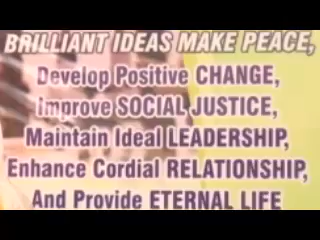 BRILLIANT IDEAS MAKE PEACE,
Develop Positive CHANGE,
Improve SOCIAL JUSTICE,
Maintain Ideal LEADERSHIP,
Enhance Cordial RELATIONSHIP,
And Provide ETERNAL LIFE